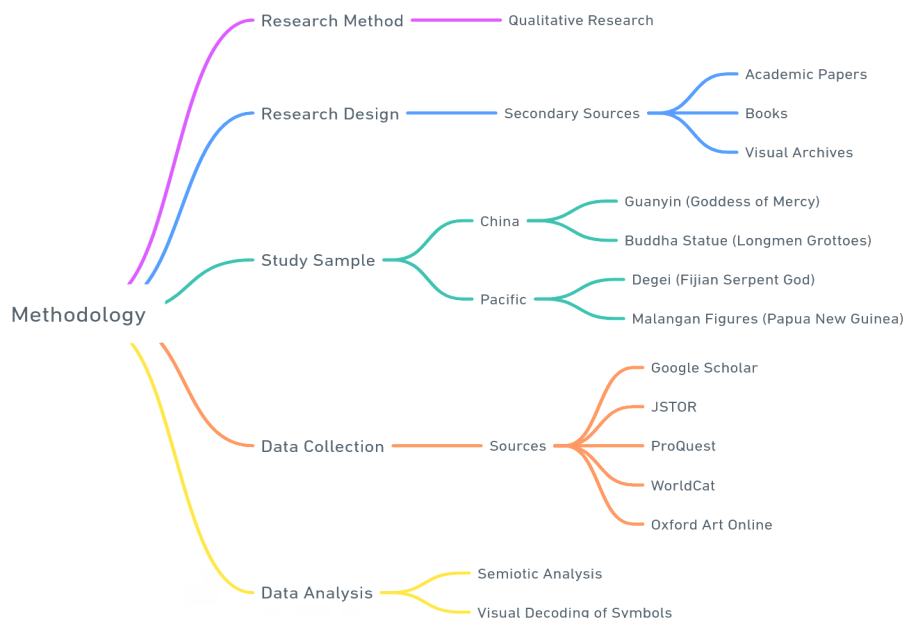 Research Method
Qualitative Research
Research Design
Secondary Sources
Academic Papers
Books
Visual Archives
Study Sample
China
Guanyin (Goddess of Mercy)
Buddha Statue (Longmen Grottoes)
Pacific
Degei (Fijian Serpent God)
Malangan Figures (Papua New Guinea)
Methodology
Data Collection
Sources
Google Scholar
JSTOR
ProQuest
WorldCat
Oxford Art Online
Data Analysis
Semiotic Analysis
Visual Decoding of Symbols